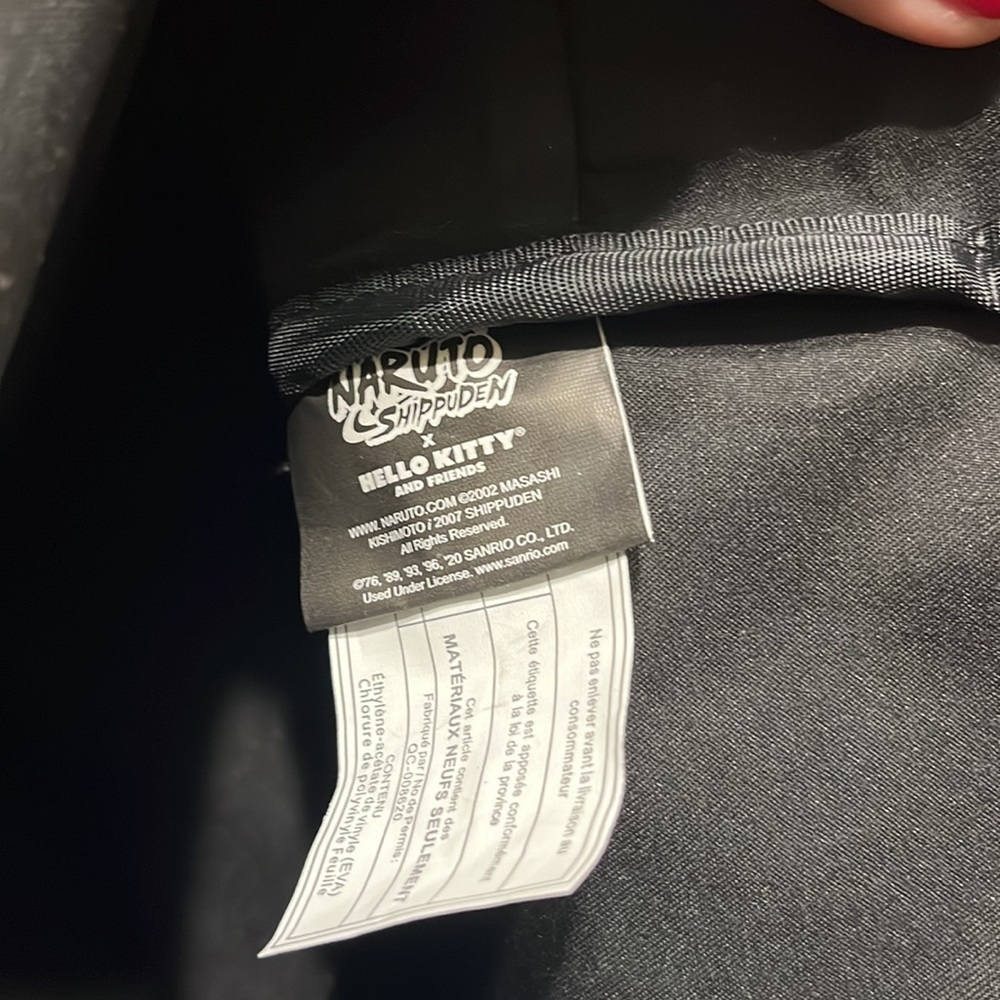 NARUTO
SHIPPUDEN
X
HELLO KITTY®
AND FRIENDS
WWW.NARUTO.COM ©2002 MASASHI
KISHIMOTO / 2007 SHIPPUDEN
All Rights Reserved.
©76, '89, '93, '96, '20 SANRIO CO., LTD.
Used Under License. www.sanrio.com
Ne pas enlever avant la livraison au
consommateur
Cette étiquette est apposée conformément
à la loi de la province
Cet article contient des
MATÉRIAUX NEUFS SEULEMENT
Fabriqué par / No de Permis:
QC-008620
CONTENU
Éthylène-acétate de vinyle (EVA)
Chlorure de polyvinyle Feuille